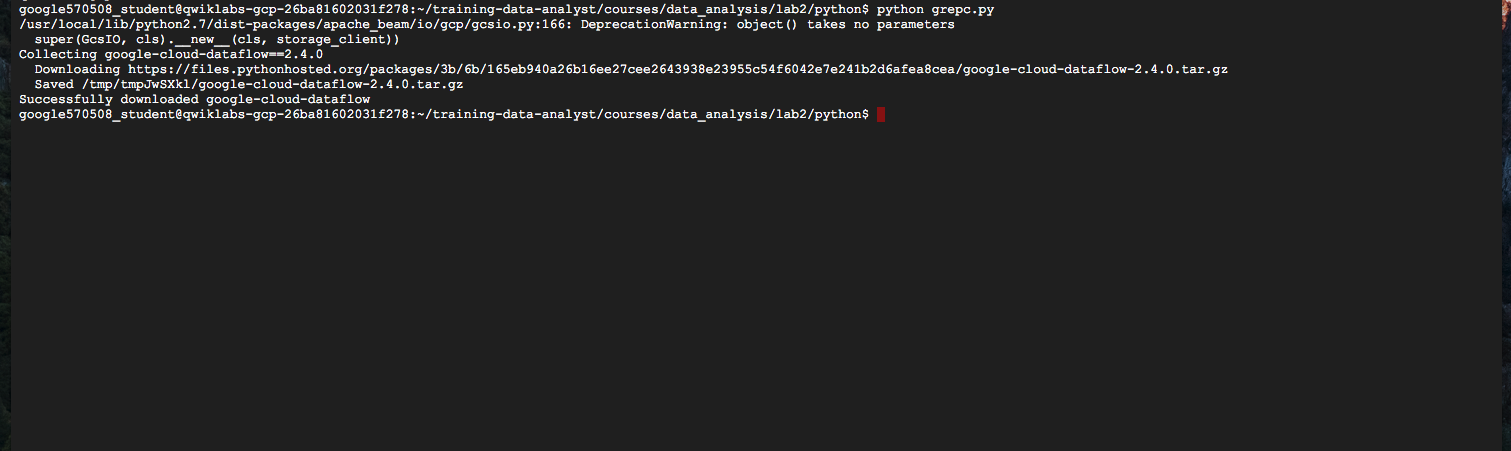 google570508_student@qwiklabs-gcp-26ba81602031f278:~/training-data-analyst/courses/data_analysis/lab2/python$ python grepc.py
/usr/local/lib/python2.7/dist-packages/apache_beam/io/gcp/gcsio.py:166: DeprecationWarning: object() takes no parameters
  super(GcsIO, cls).__new__(cls, storage_client))
Collecting google-cloud-dataflow==2.4.0
  Downloading https://files.pythonhosted.org/packages/3b/6b/165eb940a26b16ee27cee2643938e23955c54f6042e7e241b2d6afea8cea/google-cloud-dataflow-2.4.0.tar.gz
  Saved /tmp/tmpJwSXkl/google-cloud-dataflow-2.4.0.tar.gz
Successfully downloaded google-cloud-dataflow
google570508_student@qwiklabs-gcp-26ba81602031f278:~/training-data-analyst/courses/data_analysis/lab2/python$